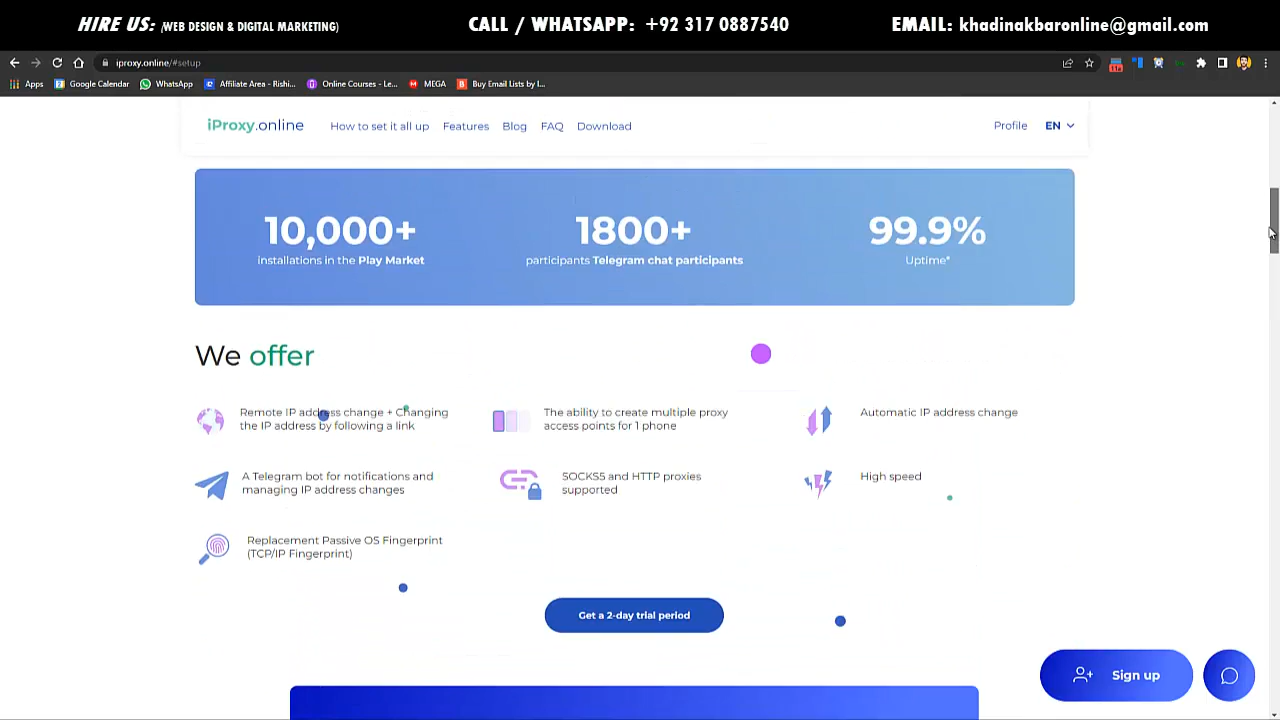 HIRE US: (WEB DESIGN & DIGITAL MARKETING) CALL / WHATSAPP: +92 317 0887540 EMAIL: khadinakbaronline@gmail.com
iproxy.online/#setup
Apps Google Calendar WhatsApp Affiliate Area - Rishi... Online Courses - Le... MEGA Buy Email Lists by I...
iProxy.online How to set it all up Features Blog FAQ Download Profile EN
10,000+ 1800+ 99.9%
installations in the Play Market participants Telegram chat participants Uptime*
We offer
Remote IP address change + Changing
the IP address by following a link
The ability to create multiple proxy
access points for 1 phone
Automatic IP address change
A Telegram bot for notifications and
managing IP address changes
SOCKS5 and HTTP proxies
supported
High speed
Replacement Passive OS Fingerprint
(TCP/IP Fingerprint)
Get a 2-day trial period
Sign up